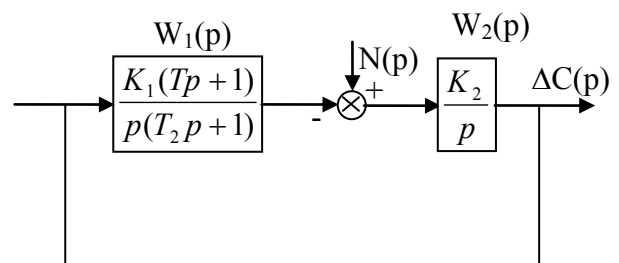 W₁(p)
W₂(p)
N(p)
ΔC(p)
K₁(Tp + 1)
p(T₂p + 1)
+
-
K₂
p